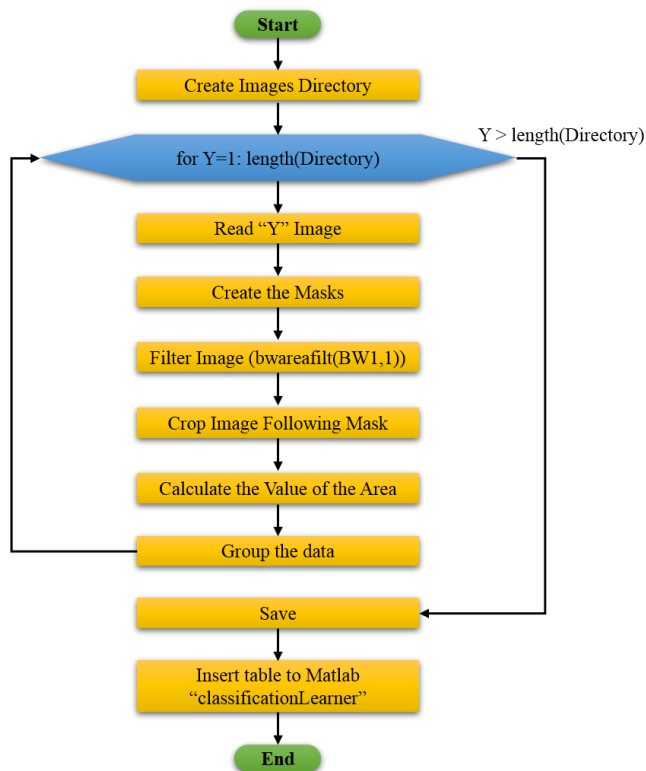 Start
Create Images Directory
Y > length(Directory)
for Y=1: length(Directory)
Read “Y” Image
Create the Masks
Filter Image (bwareafilt(BW1,1))
Crop Image Following Mask
Calculate the Value of the Area
Group the data
Save
Insert table to Matlab
“classificationLearner”
End